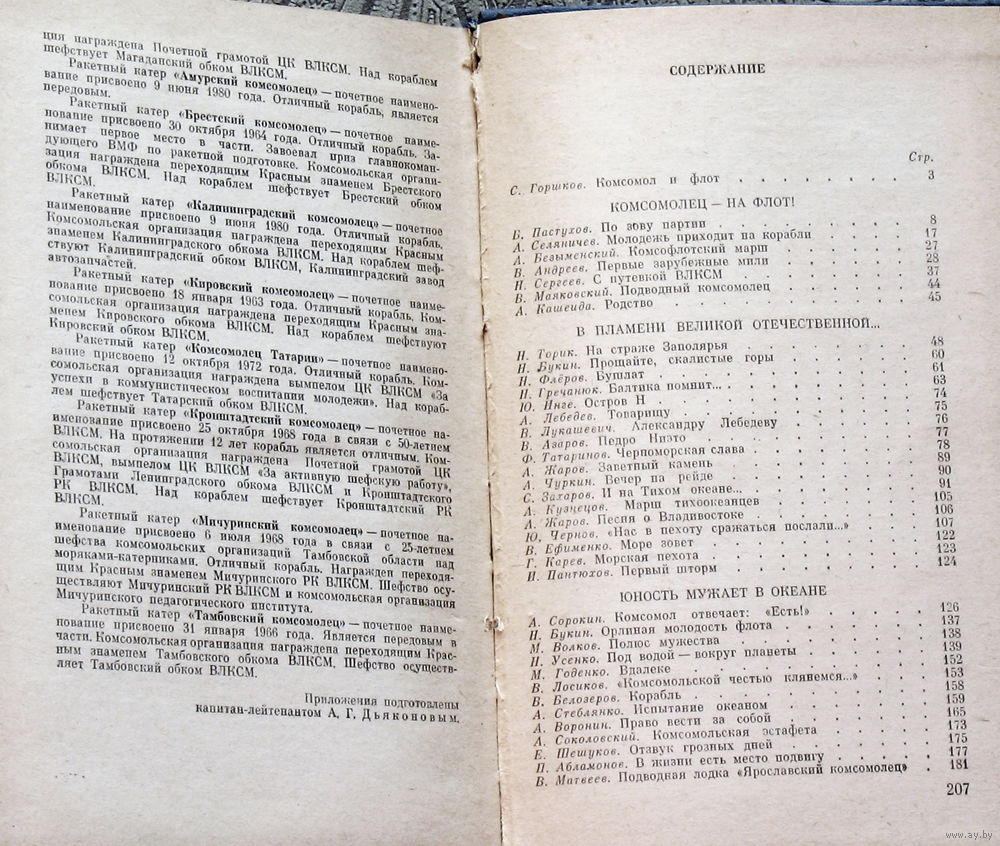 ция награждена Почетной грамотой ЦК ВЛКСМ. Над кораблем
шефствует Магаданский обком ВЛКСМ.
Ракетный катер «Амурский комсомолец» — почетное наимено-
вание присвоено 9 июня 1980 года. Отличный корабль, является
передовым.
Ракетный катер «Брестский комсомолец» — почетное наиме-
нование присвоено 30 октября 1964 года. Отличный корабль. За-
нимает первое место в части. Завоевал приз главнокоман-
дующего ВМФ по ракетной подготовке. Комсомольская органи-
зация награждена переходящим Красным знаменем Брестского
обкома ВЛКСМ. Над кораблем шефствует Брестский обком
ВЛКСМ.
Ракетный катер «Калининградский комсомолец» — почетное
наименование присвоено 9 июня 1980 года. Отличный корабль.
Комсомольская организация награждена переходящим Красным
знаменем Калининградского обкома ВЛКСМ. Над кораблем шеф-
ствуют Калининградский обком ВЛКСМ, Калининградский завод
автозапчастей.
Ракетный катер «Кировский комсомолец» — почетное наиме-
нование присвоено 18 января 1963 года. Отличный корабль. Ком-
сомольская организация награждена переходящим Красным зна-
менем Кировского обкома ВЛКСМ. Над кораблем шефствуют
Кировский обком ВЛКСМ.
Ракетный катер «Комсомолец Татарии» — почетное наимено-
вание присвоено 12 октября 1972 года. Отличный корабль. Ком-
сомольская организация награждена вымпелом ЦК ВЛКСМ «За
успехи в коммунистическом воспитании молодежи». Над кораб-
лем шефствует Татарский обком ВЛКСМ.
Ракетный катер «Кронштадтский комсомолец» — почетное на-
именование присвоено 25 октября 1968 года в связи с 50-летием
ВЛКСМ. На протяжении 12 лет корабль является отличным. Ком-
сомольская организация награждена Почетной грамотой ЦК
ВЛКСМ, вымпелом ЦК ВЛКСМ «За активную шефскую работу»,
Грамотами Ленинградского обкома ВЛКСМ и Кронштадтского
РК ВЛКСМ. Над кораблем шефствует Кронштадтский РК
ВЛКСМ.
Ракетный катер «Мичуринский комсомолец» — почетное на-
именование присвоено 6 июля 1968 года в связи с 25-летием
шефства комсомольских организаций Тамбовской области над
моряками-катерниками. Отличный корабль. Награжден переходя-
щим Красным знаменем Мичуринского РК ВЛКСМ. Шефство осу-
ществляют Мичуринский РК ВЛКСМ и комсомольская организация
Мичуринского педагогического института.
Ракетный катер «Тамбовский комсомолец» — почетное наиме-
нование присвоено 31 января 1966 года. Является передовым в
части. Комсомольская организация награждена переходящим Крас-
ным знаменем Тамбовского обкома ВЛКСМ. Шефство осуществ-
ляет Тамбовский обком ВЛКСМ.
Приложения подготовлены
капитан-лейтенантом А. Г. Дьяконовым.
СОДЕРЖАНИЕ
Стр.
С. Горшков. Комсомол и флот . . . . . . . . 3
КОМСОМОЛЕЦ — НА ФЛОТ!
Б. Пастухов. По зову партии . . . . . . . . 8
А. Селяничев. Молодежь приходит на корабли . . . . 17
А. Безыменский. Комсофлотский марш . . . . . 27
В. Андреев. Первые зарубежные мили . . . . . 28
Н. Сергеев. С путевкой ВЛКСМ . . . . . . 37
В. Маяковский. Подводный комсомолец . . . . . 44
А. Кашеида. Родство . . . . . . . . . 45
В ПЛАМЕНИ ВЕЛИКОЙ ОТЕЧЕСТВЕННОЙ...
Н. Торик. На страже Заполярья . . . . . . 48
Н. Букин. Прощайте, скалистые горы . . . . . 60
Н. Флёров. Бушлат . . . . . . . . . 61
Н. Гречанюк. Балтика помнит... . . . . . . 63
Ю. Инге. Остров Н . . . . . . . . . 74
А. Лебедев. Товарищу . . . . . . . . 75
В. Лукашевич. Александру Лебедеву . . . . . 76
В. Азаров. Педро Ниэто . . . . . . . . 77
Ф. Татаринов. Черноморская слава . . . . . 78
А. Жаров. Заветный камень . . . . . . . 89
А. Чуркин. Вечер на рейде . . . . . . . 90
С. Захаров. И на Тихом океане... . . . . . . 91
А. Кузнецов. Марш тихоокеанцев . . . . . . 105
А. Жаров. Песня о Владивостоке . . . . . . 106
Ю. Чернов. «Нас в пехоту сражаться послали...» . . . 107
В. Ефименко. Море зовет . . . . . . . . 122
Г. Карев. Морская пехота . . . . . . . . 123
И. Пантюхов. Первый шторм . . . . . . . 124
ЮНОСТЬ МУЖАЕТ В ОКЕАНЕ
А. Сорокин. Комсомол отвечает: «Есть!» . . . . . 126
Н. Букин. Орлиная молодость флота . . . . . 137
М. Волков. Полюс мужества . . . . . . . 138
Н. Усенко. Под водой — вокруг планеты . . . . . 139
М. Годенко. Вдалеке . . . . . . . . . 152
В. Лосиков. «Комсомольской честью клянемся...» . . . 153
В. Белозеров. Корабль . . . . . . . . 158
А. Стеблянко. Испытание океаном . . . . . . 159
А. Воронин. Право вести за собой . . . . . . 165
А. Соколовский. Комсомольская эстафета . . . . 173
Е. Шешуков. Отзвук грозных дней . . . . . . 175
П. Абламонов. В жизни есть место подвигу . . . . 177
В. Матвеев. Подводная лодка «Ярославский комсомолец» . 181
207
www.ay.by